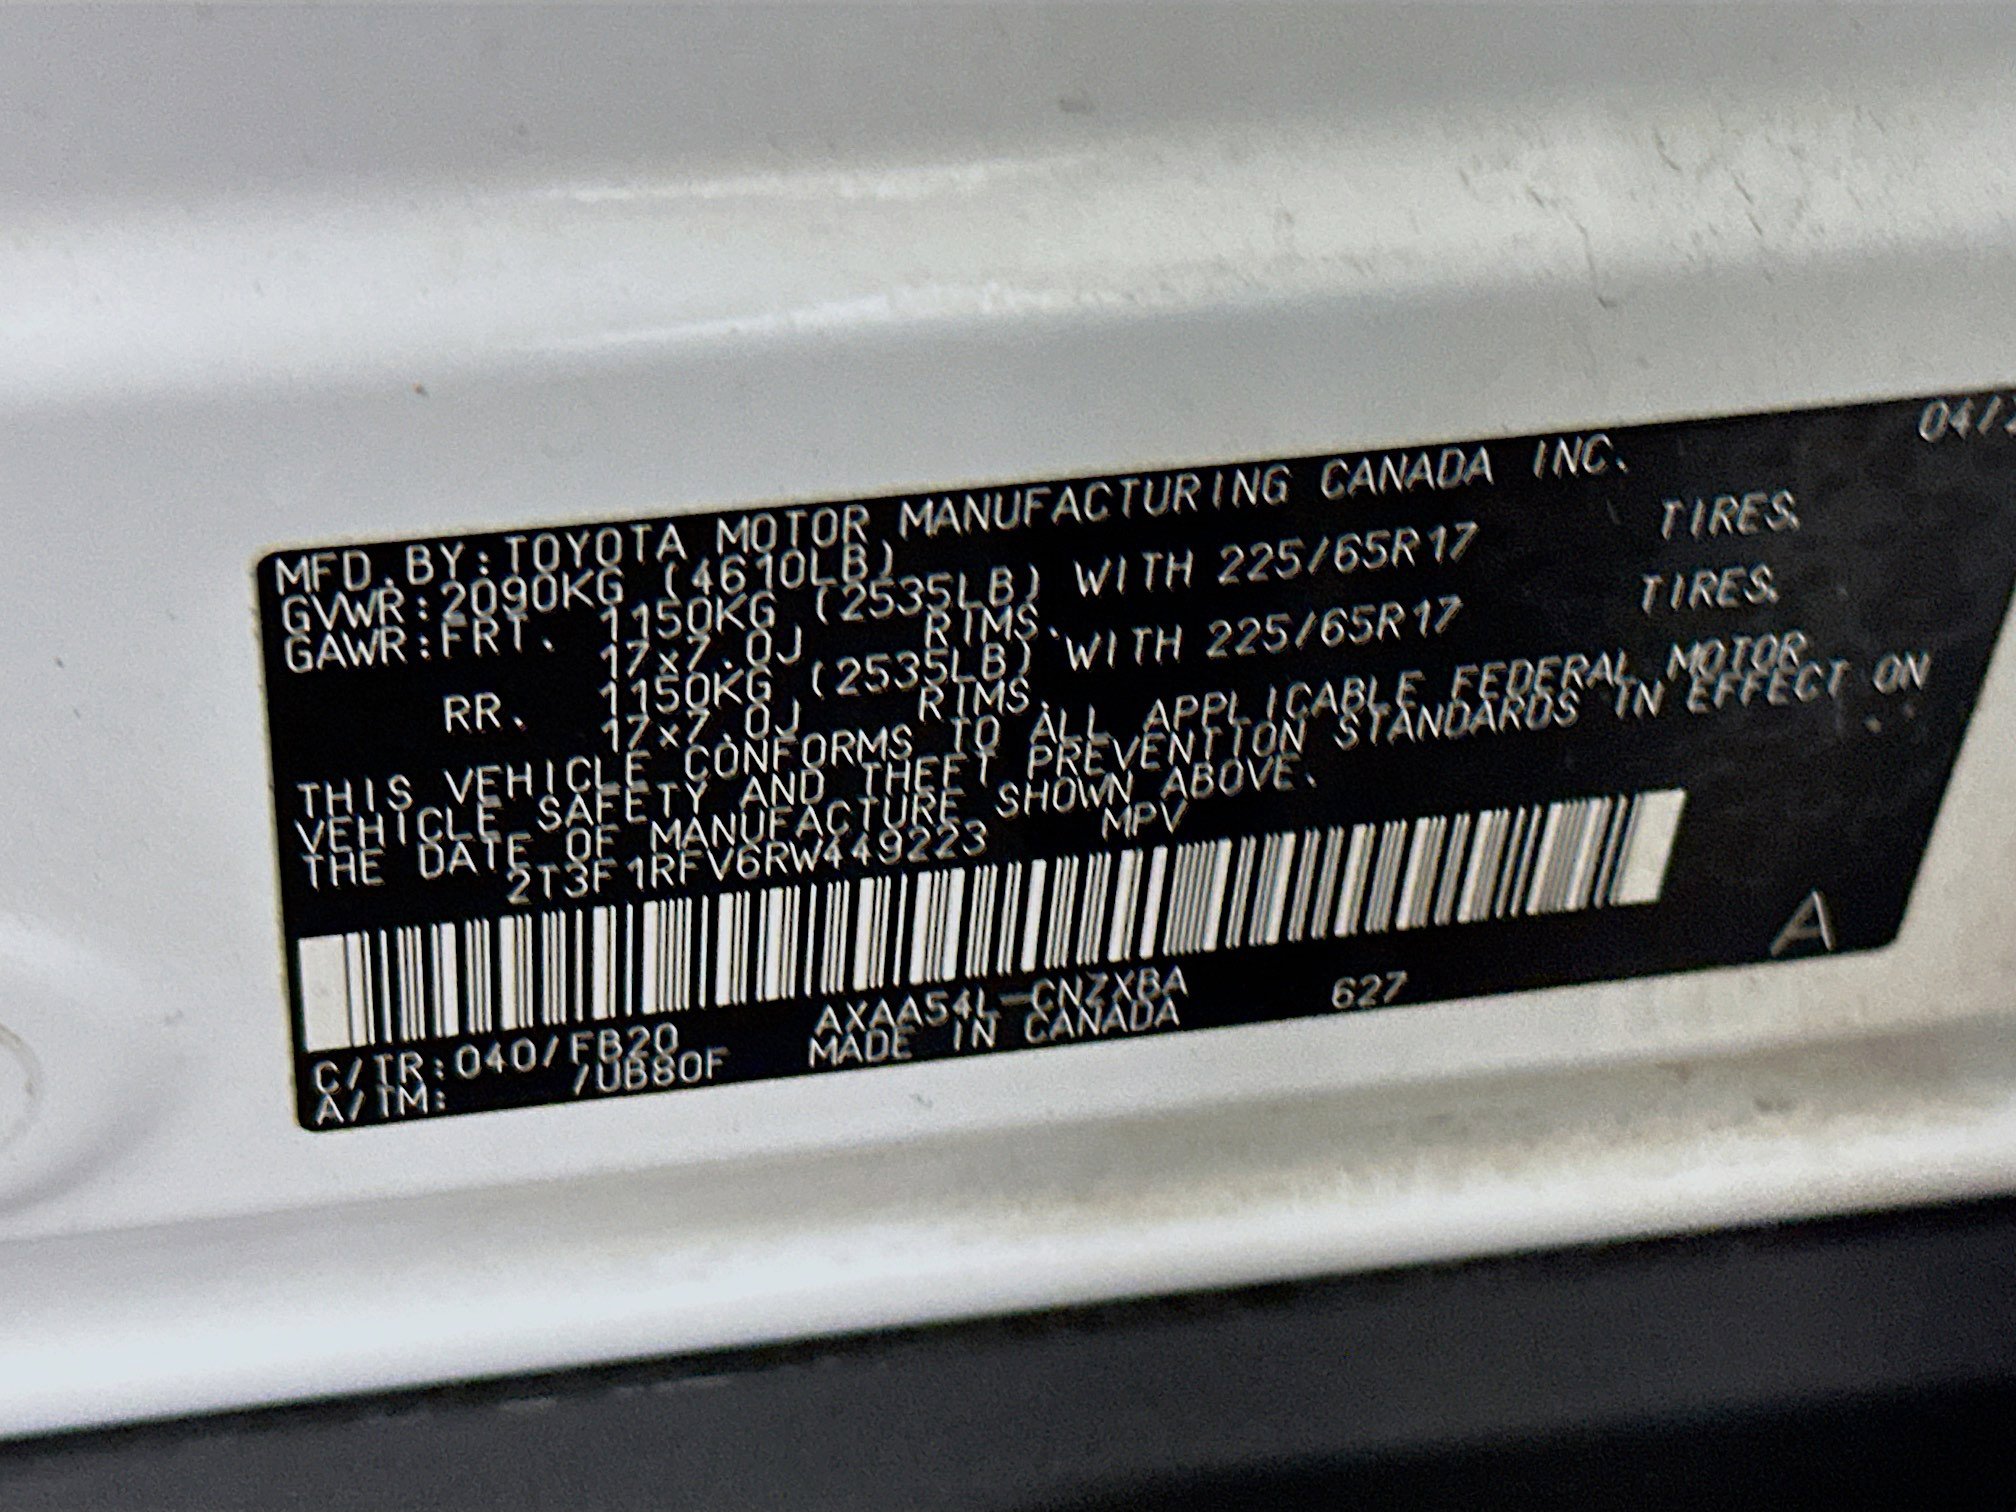 04/2
MFD.BY:TOYOTA MOTOR MANUFACTURING CANADA INC.
GVWR:2090KG (4610LB)
GAWR:FRT. 1150KG (2535LB) WITH 225/65R17 TIRES,
17x7.0J RIMS.
RR. 1150KG (2535LB) WITH 225/65R17 TIRES,
17x7.0J RIMS.
THIS VEHICLE CONFORMS TO ALL APPLICABLE FEDERAL MOTOR
VEHICLE SAFETY AND THEFT PREVENTION STANDARDS IN EFFECT ON
THE DATE OF MANUFACTURE SHOWN ABOVE.
2T3F1RFV6RW449223 MPV
A
C/TR:040/FB20 AXAA54L-CNZXBA 627
A/TM: /UB80F MADE IN CANADA